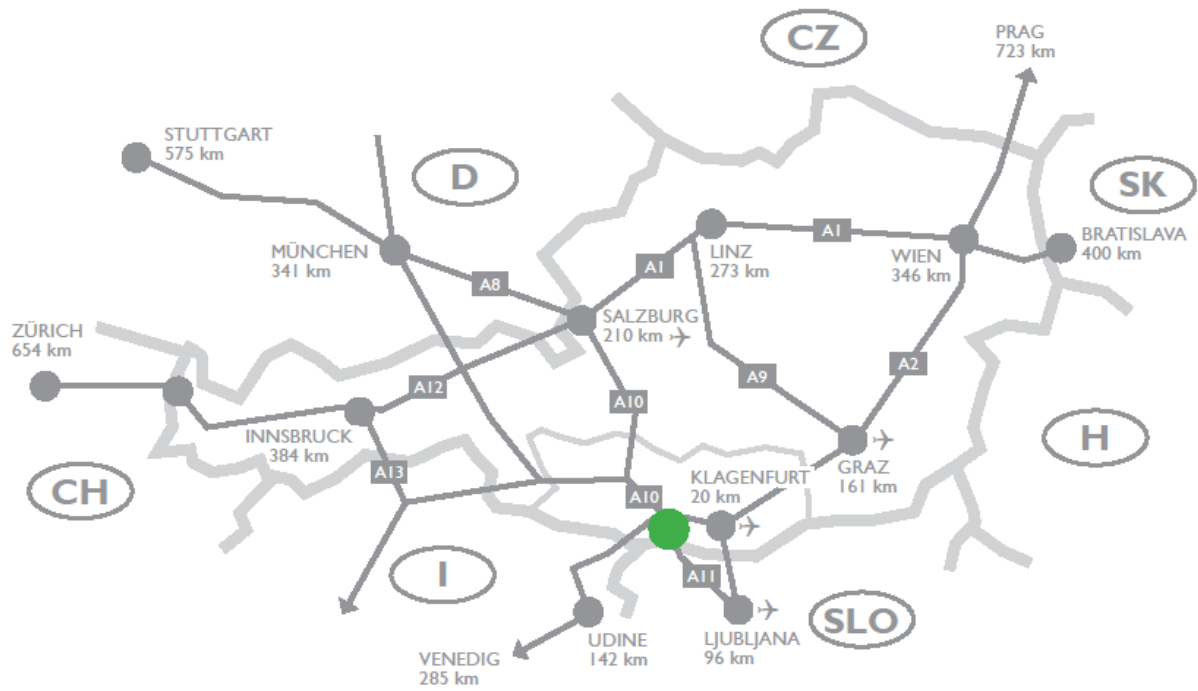 CZ
PRAG
723 km
STUTTGART
575 km
D
SK
MÜNCHEN
341 km
A8
A1
LINZ
273 km
A1
WIEN
346 km
BRATISLAVA
400 km
ZÜRICH
654 km
SALZBURG
210 km
A12
A10
A9
A2
INNSBRUCK
384 km
A13
H
CH
KLAGENFURT
20 km
GRAZ
161 km
A10
I
A11
SLO
UDINE
142 km
LJUBLJANA
96 km
VENEDIG
285 km